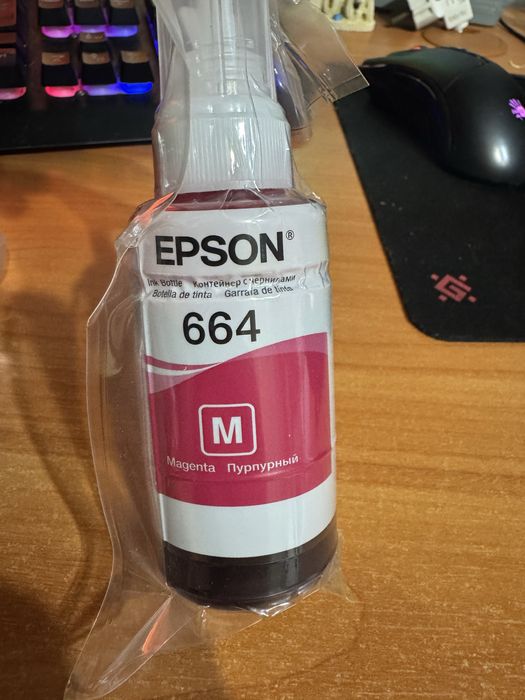 EPSON®
Ink Bottle Контейнер с чернилами
Botella de tinta Garrafa de tinta
664
M
Magenta Пурпурный